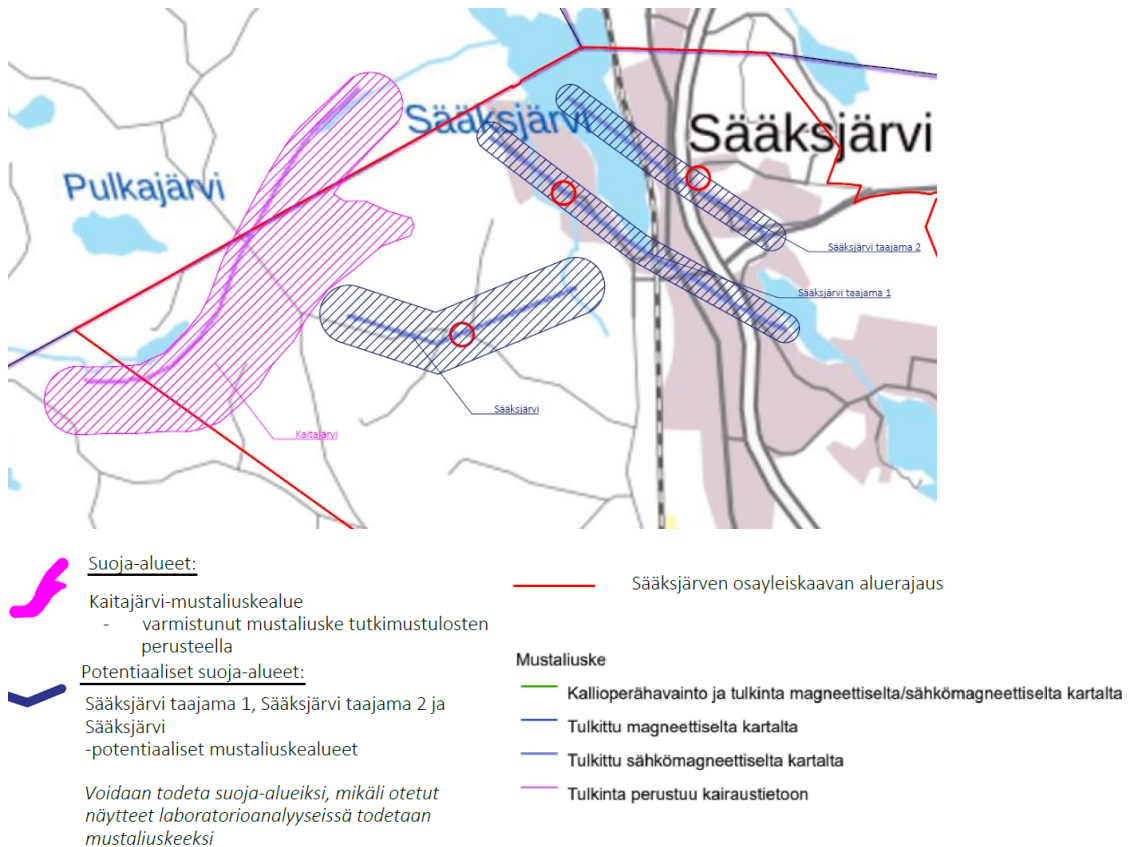 Sääksjärvi
Sääksjärvi
Pulkajärvi
Sääksjärvi taajama 2
Sääksjärvi taajama 1
Sääksjärvi
Kaitajärvi
Suoja-alueet:
Kaitajärvi-mustaliuskealue
- varmistunut mustaliuske tutkimustulosten
perusteella
Potentiaaliset suoja-alueet:
Sääksjärvi taajama 1, Sääksjärvi taajama 2 ja
Sääksjärvi
-potentiaaliset mustaliuskealueet
Voidaan todeta suoja-alueiksi, mikäli otetut
näytteet laboratorioanalyyseissä todetaan
mustaliuskeeksi
Sääksjärven osayleiskaavan aluerajaus
Mustaliuske
Kallioperähavainto ja tulkinta magneettiselta/sähkömagneettiselta kartalta
Tulkittu magneettiselta kartalta
Tulkittu sähkömagneettiselta kartalta
Tulkinta perustuu kairaustietoon